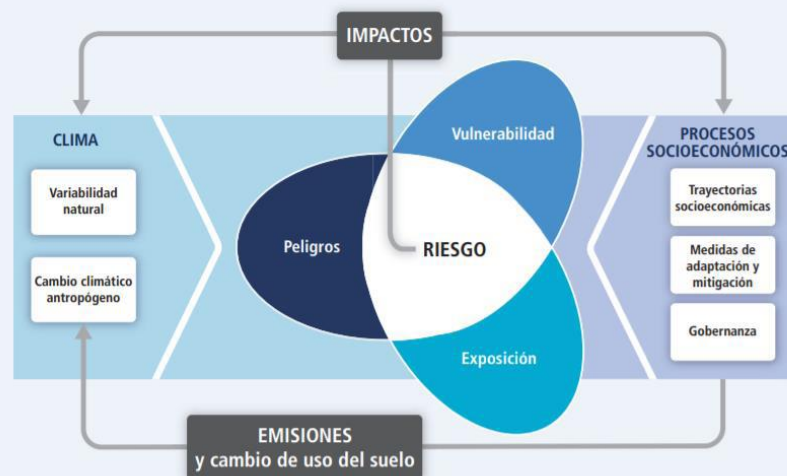 IMPACTOS
CLIMA
Variabilidad
natural
Cambio climático
antropógeno
Vulnerabilidad
Peligros
RIESGO
Exposición
PROCESOS
SOCIOECONÓMICOS
Trayectorias
socioeconómicas
Medidas de
adaptación y
mitigación
Gobernanza
EMISIONES
y cambio de uso del suelo